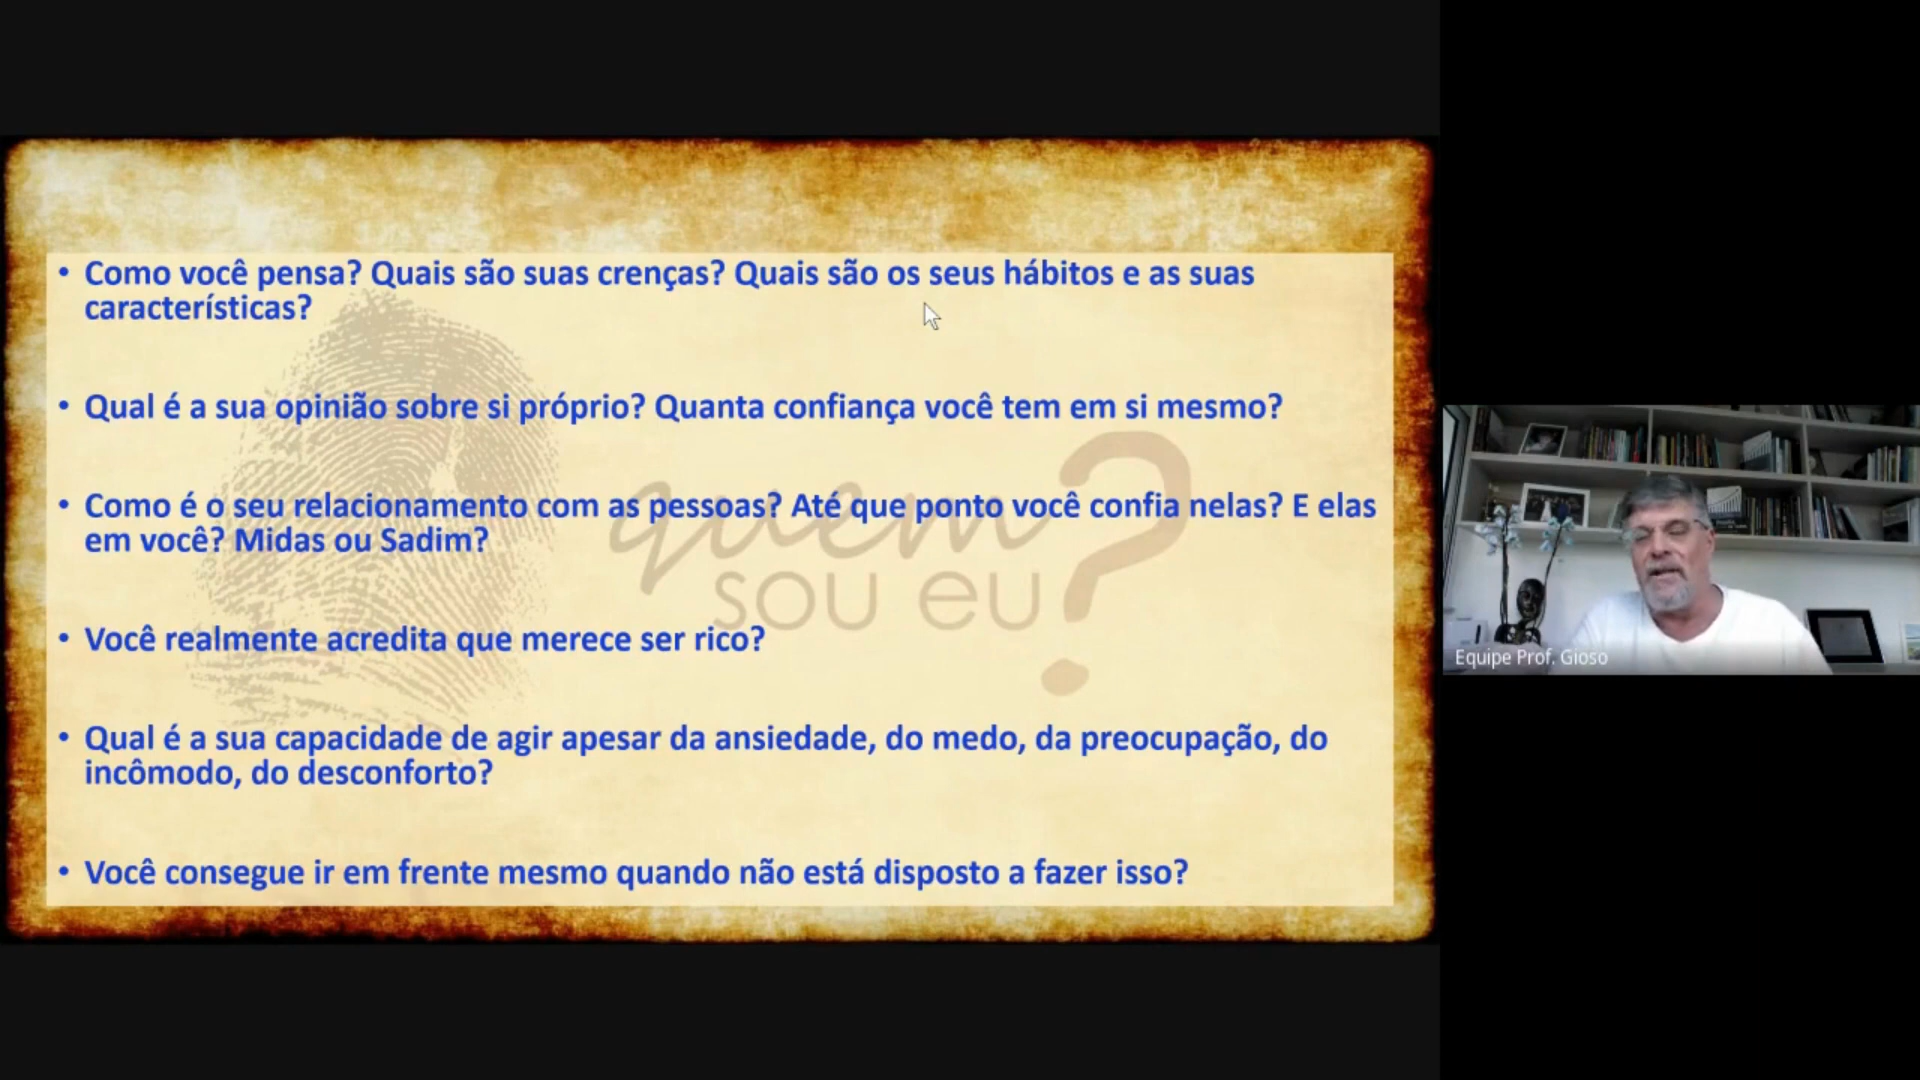 • Como você pensa? Quais são suas crenças? Quais são os seus hábitos e as suas
características?
• Qual é a sua opinião sobre si próprio? Quanta confiança você tem em si mesmo?
• Como é o seu relacionamento com as pessoas? Até que ponto você confia nelas? E elas
em você? Midas ou Sadim?
• Você realmente acredita que merece ser rico?
• Qual é a sua capacidade de agir apesar da ansiedade, do medo, da preocupação, do
incômodo, do desconforto?
• Você consegue ir em frente mesmo quando não está disposto a fazer isso?
quem
sou eu?
Equipe Prof. Gioso